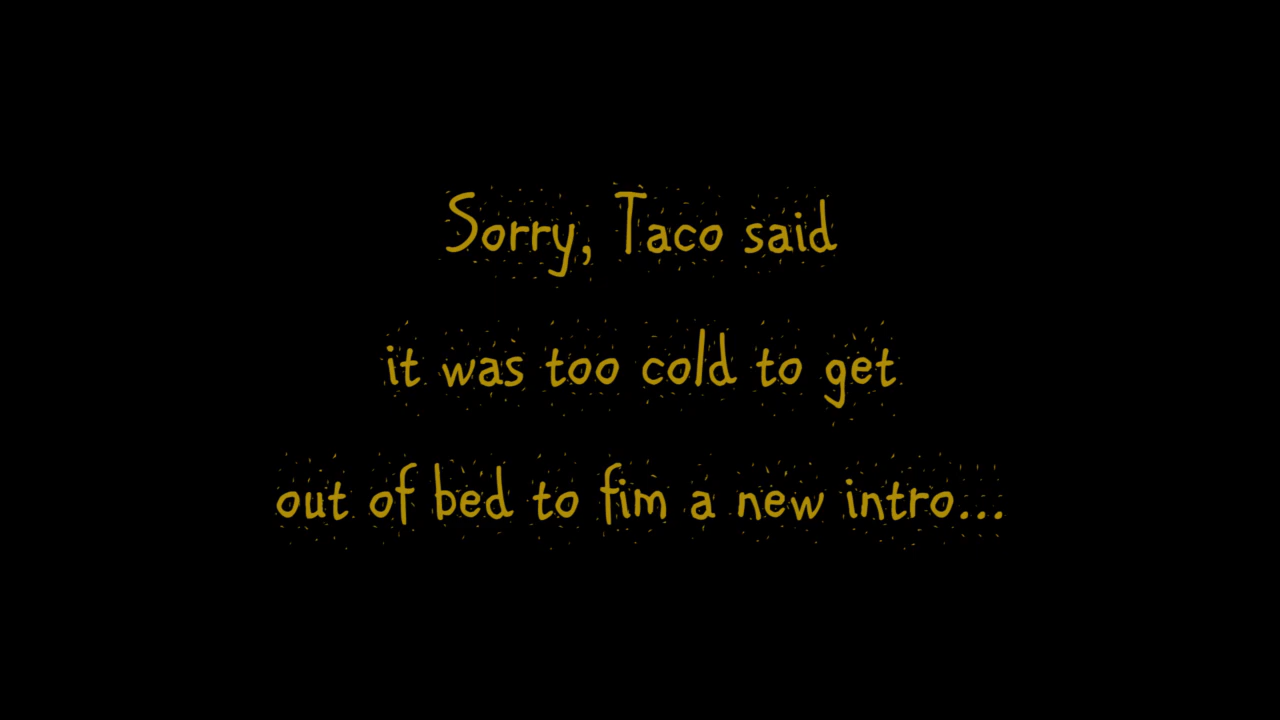 Sorry, Taco said
it was too cold to get
out of bed to fim a new intro...